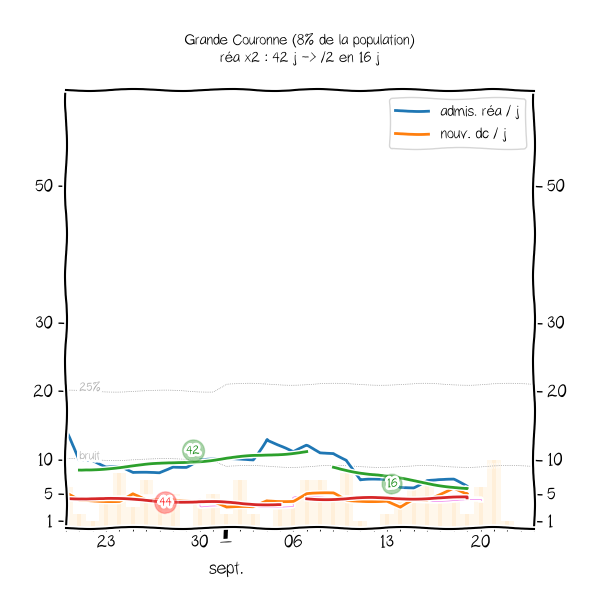 Grande Couronne (8% de la population)
réa x2 : 42 j -> /2 en 16 j
admis. réa / j
nouv. dc / j
50 50
30 30
25%
20 20
42
bruit
10 10
16
5 5
44
1 1
23 30 1 06 13 20
sept.